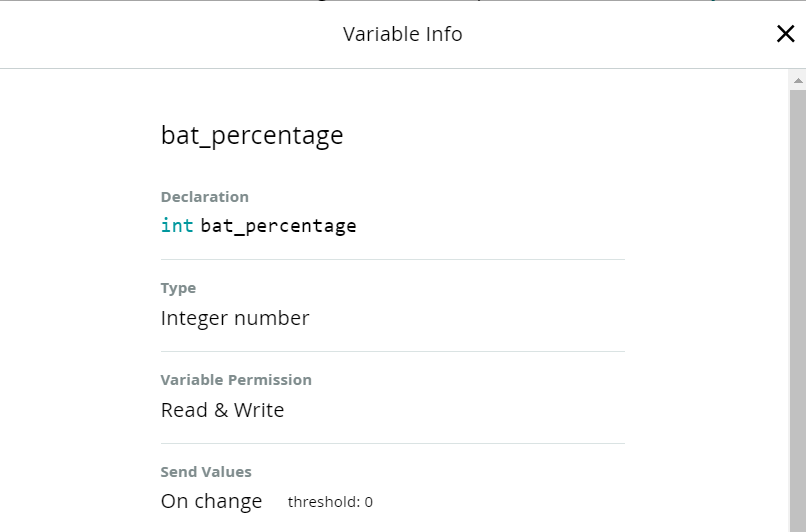 Variable Info
bat_percentage
Declaration
int bat_percentage
Type
Integer number
Variable Permission
Read & Write
Send Values
On change threshold: 0